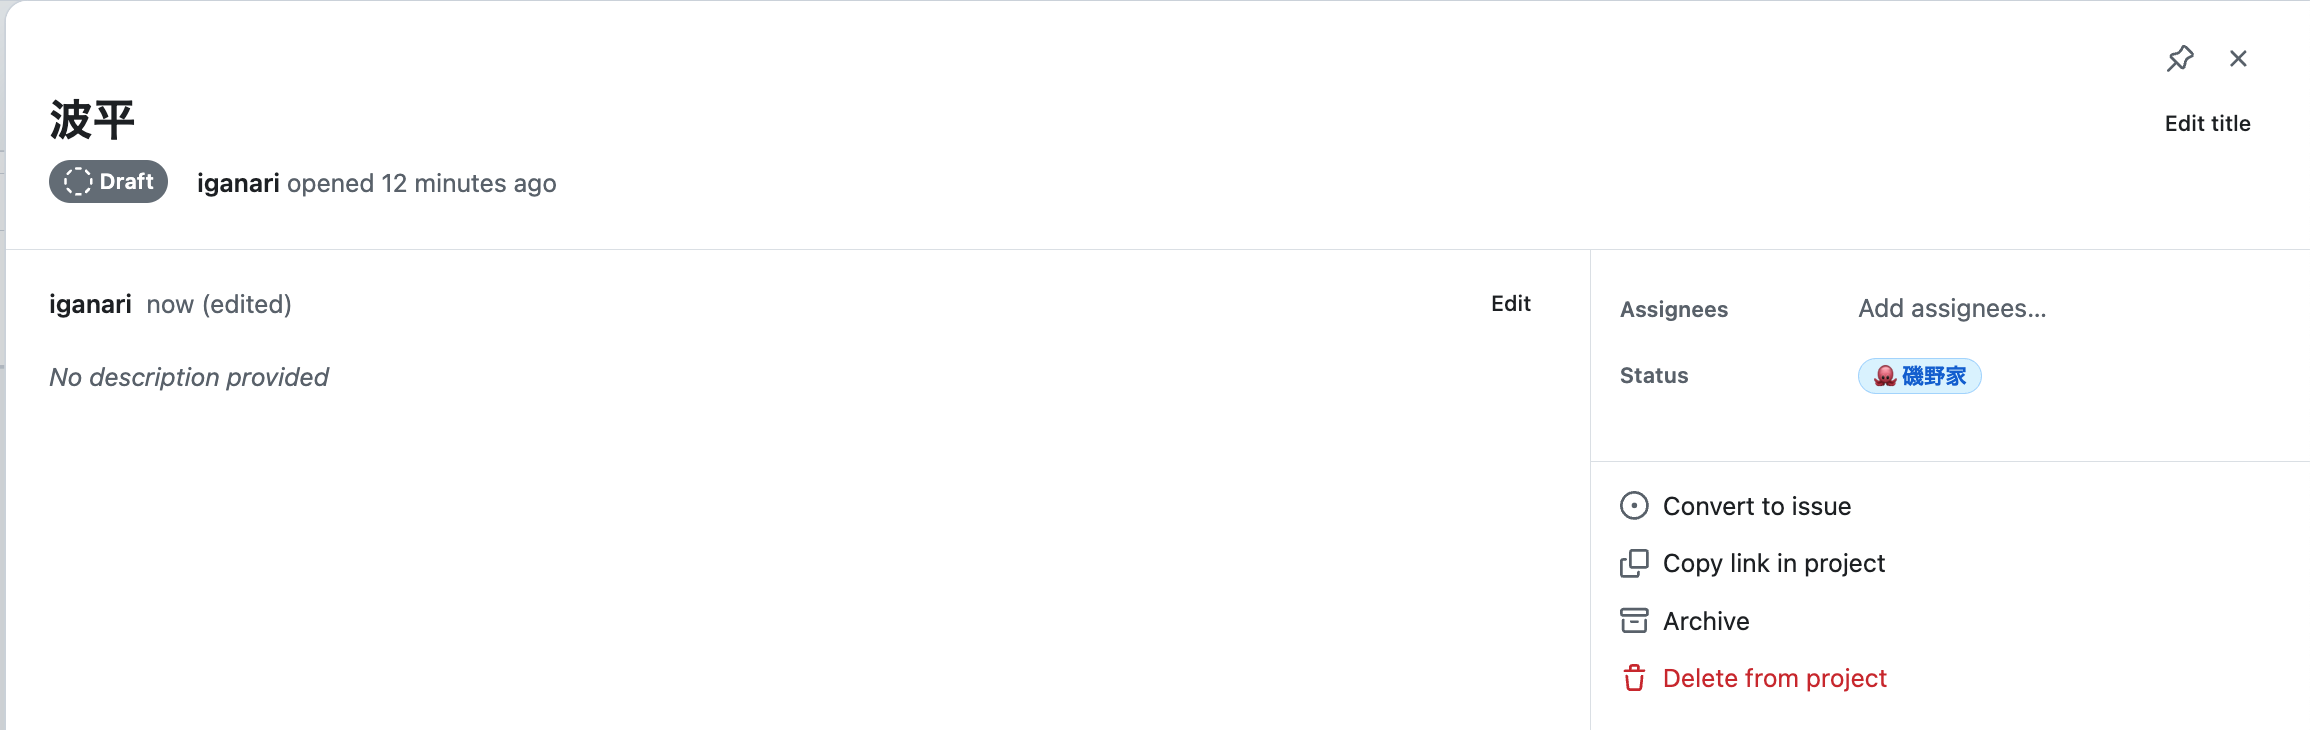 波平
Edit title
Draft
iganari opened 12 minutes ago
iganari now (edited)
Edit
No description provided
Assignees
Add assignees...
Status
🐙 磯野家
Convert to issue
Copy link in project
Archive
Delete from project